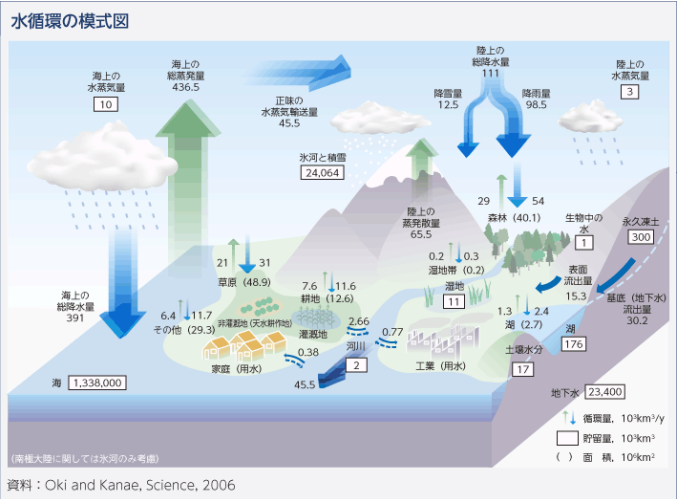 水循環の模式図
海上の
水蒸気量
10
海上の
総蒸発量
436.5
正味の
水蒸気輸送量
45.5
陸上の
総降水量
111
降雪量
12.5
降雨量
98.5
陸上の
水蒸気量
3
氷河と積雪
24,064
陸上の
蒸発散量
65.5
29
54
森林 (40.1)
生物中の
水
1
永久凍土
300
21
31
草原 (48.9)
0.2
0.3
湿地帯 (0.2)
湿地
11
表面
流出量
15.3
基底（地下水）
流出量
30.2
海上の
総降水量
391
6.4
11.7
その他 (29.3)
7.6
11.6
耕地 (12.6)
非灌漑地 (天水耕作地)
灌漑地
2.66
河川
2
0.77
1.3
2.4
湖 (2.7)
湖
176
土壌水分
17
家庭（用水）
0.38
45.5
工業（用水）
海
1,338,000
地下水
23,400
循環量, 10³km³/y
貯留量, 10³km³
( ) 面 積, 10⁶km²
（南極大陸に関しては氷河のみ考慮）
資料：Oki and Kanae, Science, 2006